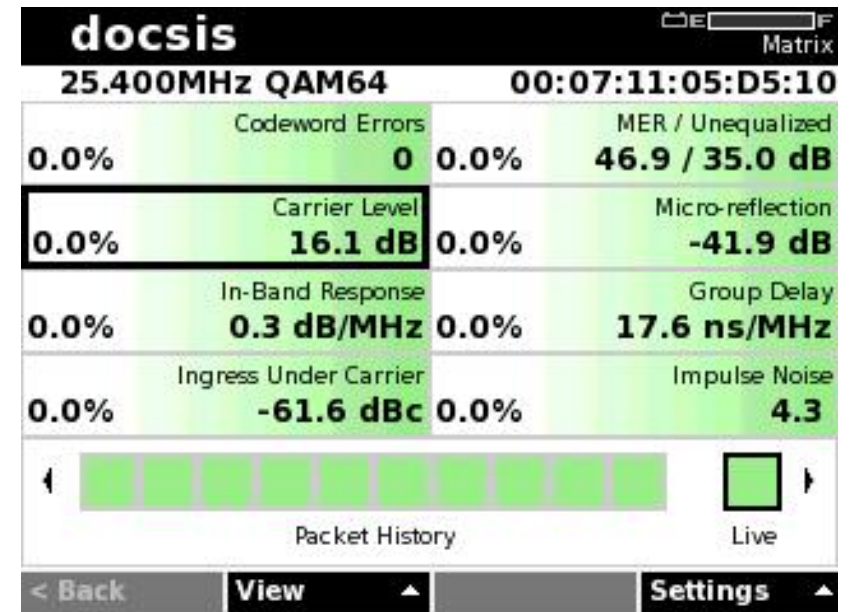 docsis
E F
Matrix
25.400MHz QAM64 00:07:11:05:D5:10
Codeword Errors MER / Unequalized
0.0% 0 0.0% 46.9 / 35.0 dB
Carrier Level Micro-reflection
0.0% 16.1 dB 0.0% -41.9 dB
In-Band Response Group Delay
0.0% 0.3 dB/MHz 0.0% 17.6 ns/MHz
Ingress Under Carrier Impulse Noise
0.0% -61.6 dBc 0.0% 4.3
Packet History Live
< Back View Settings